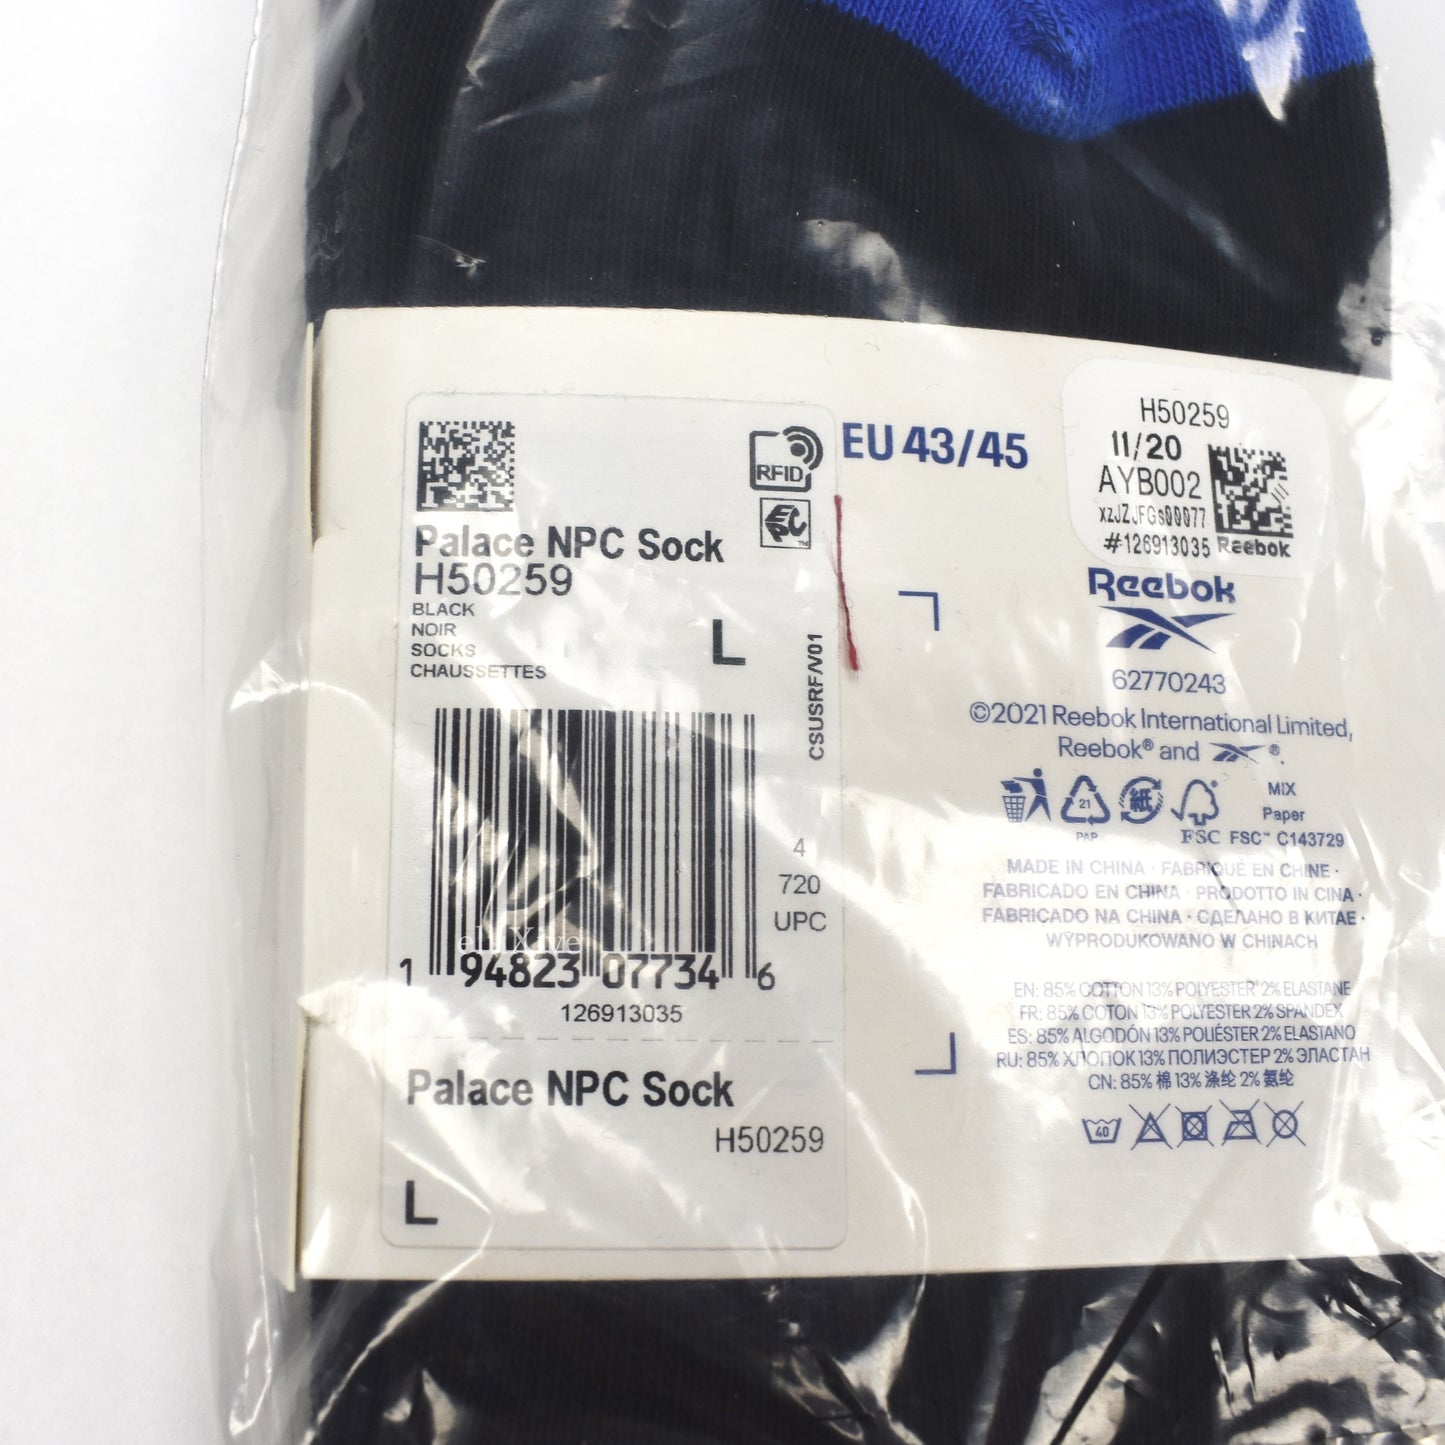 RFID
EPC
TM
Palace NPC Sock
H50259
BLACK
NOIR
SOCKS
CHAUSSETTES
L
CSUSRF/V01
4
720
UPC
1 94823 07734 6
126913035
Palace NPC Sock
H50259
L
EU 43/45
H50259
11/20
AYB002
xzJZJFGs00077
#126913035 Reebok
Reebok
62770243
©2021 Reebok International Limited,
Reebok® and ®.
21
PAP
紙
FSC
MIX
Paper
FSC™ C143729
MADE IN CHINA · FABRIQUÉ EN CHINE ·
FABRICADO EN CHINA · PRODOTTO IN CINA ·
FABRICADO NA CHINA · СДЕЛАНО В КИТАЕ ·
WYPRODUKOWANO W CHINACH
EN: 85% COTTON 13% POLYESTER 2% ELASTANE
FR: 85% COTON 13% POLYESTER 2% SPANDEX
ES: 85% ALGODÓN 13% POLIÉSTER 2% ELASTANO
RU: 85% ХЛОПОК 13% ПОЛИЭСТЕР 2% ЭЛАСТАН
CN: 85% 棉 13% 涤纶 2% 氨纶
40